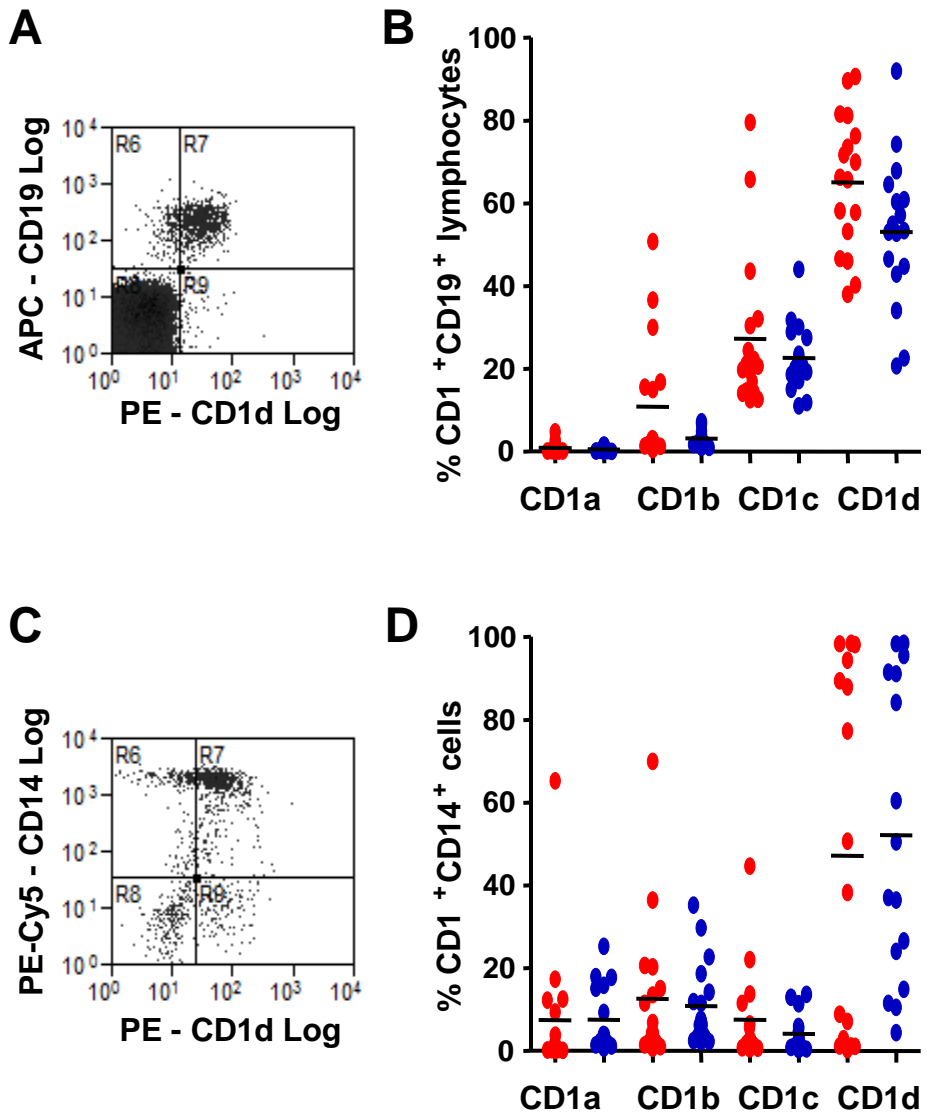 A
APC - CD19 Log
10⁴
10³
10²
10¹
10⁰
R6 R7
R8 R9
10⁰ 10¹ 10² 10³ 10⁴
PE - CD1d Log
B
% CD1 ⁺CD19⁺ lymphocytes
100
80
60
40
20
0
CD1a CD1b CD1c CD1d
C
PE-Cy5 - CD14 Log
10⁴
10³
10²
10¹
10⁰
R6 R7
R8 R9
10⁰ 10¹ 10² 10³ 10⁴
PE - CD1d Log
D
% CD1 ⁺CD14⁺ cells
100
80
60
40
20
0
CD1a CD1b CD1c CD1d